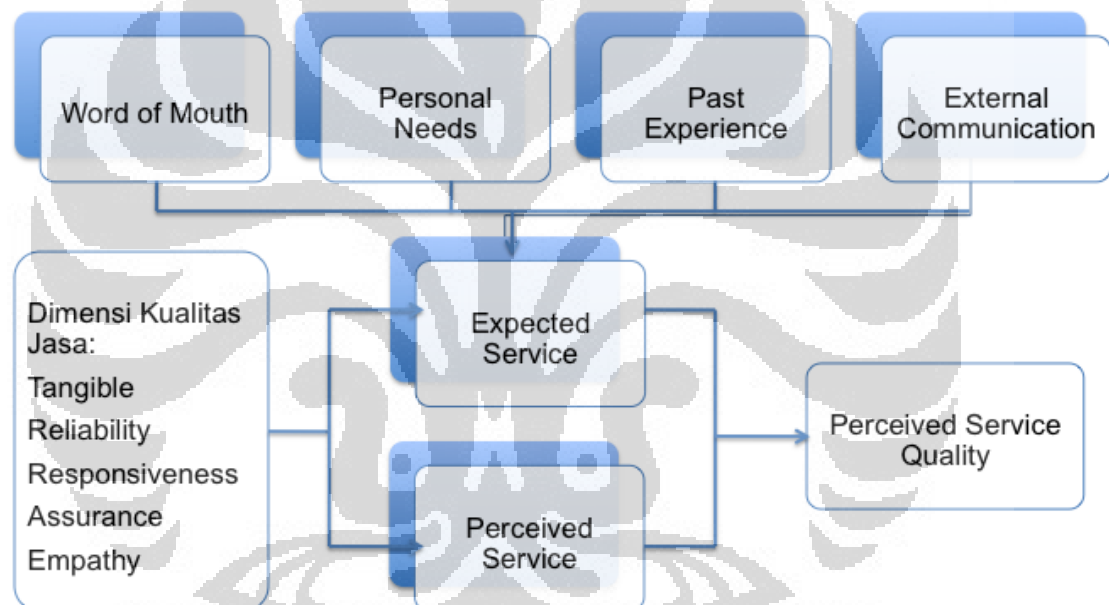 Word of Mouth
Personal
Needs
Past
Experience
External
Communication
Dimensi Kualitas
Jasa:
Tangible
Reliability
Responsiveness
Assurance
Empathy
Expected
Service
Perceived
Service
Perceived Service
Quality